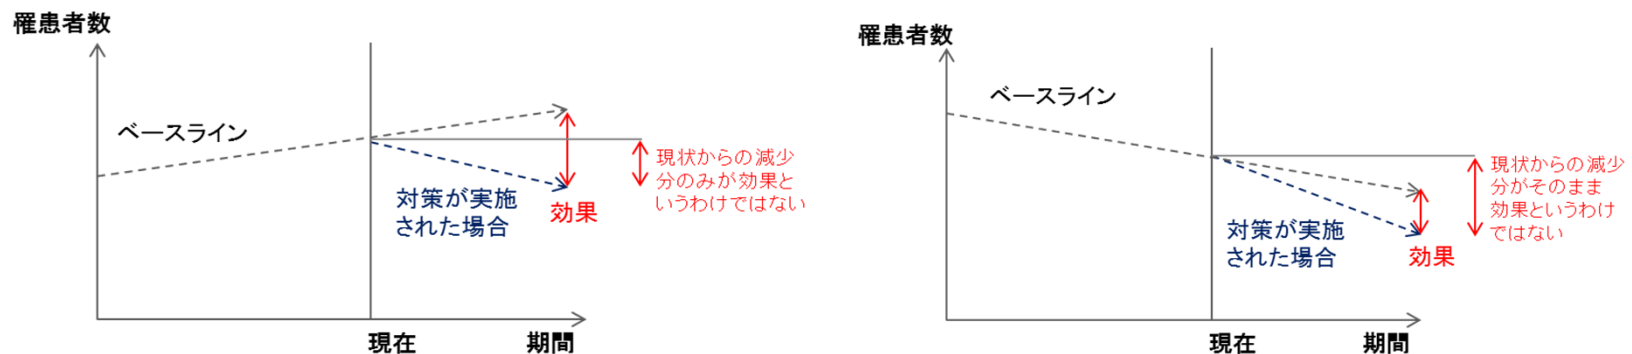 罹患者数
ベースライン
対策が実施
された場合
効果
現状からの減少
分のみが効果と
いうわけではない
現在
期間
罹患者数
ベースライン
対策が実施
された場合
効果
現状からの減少
分がそのまま
効果というわけ
ではない
現在
期間